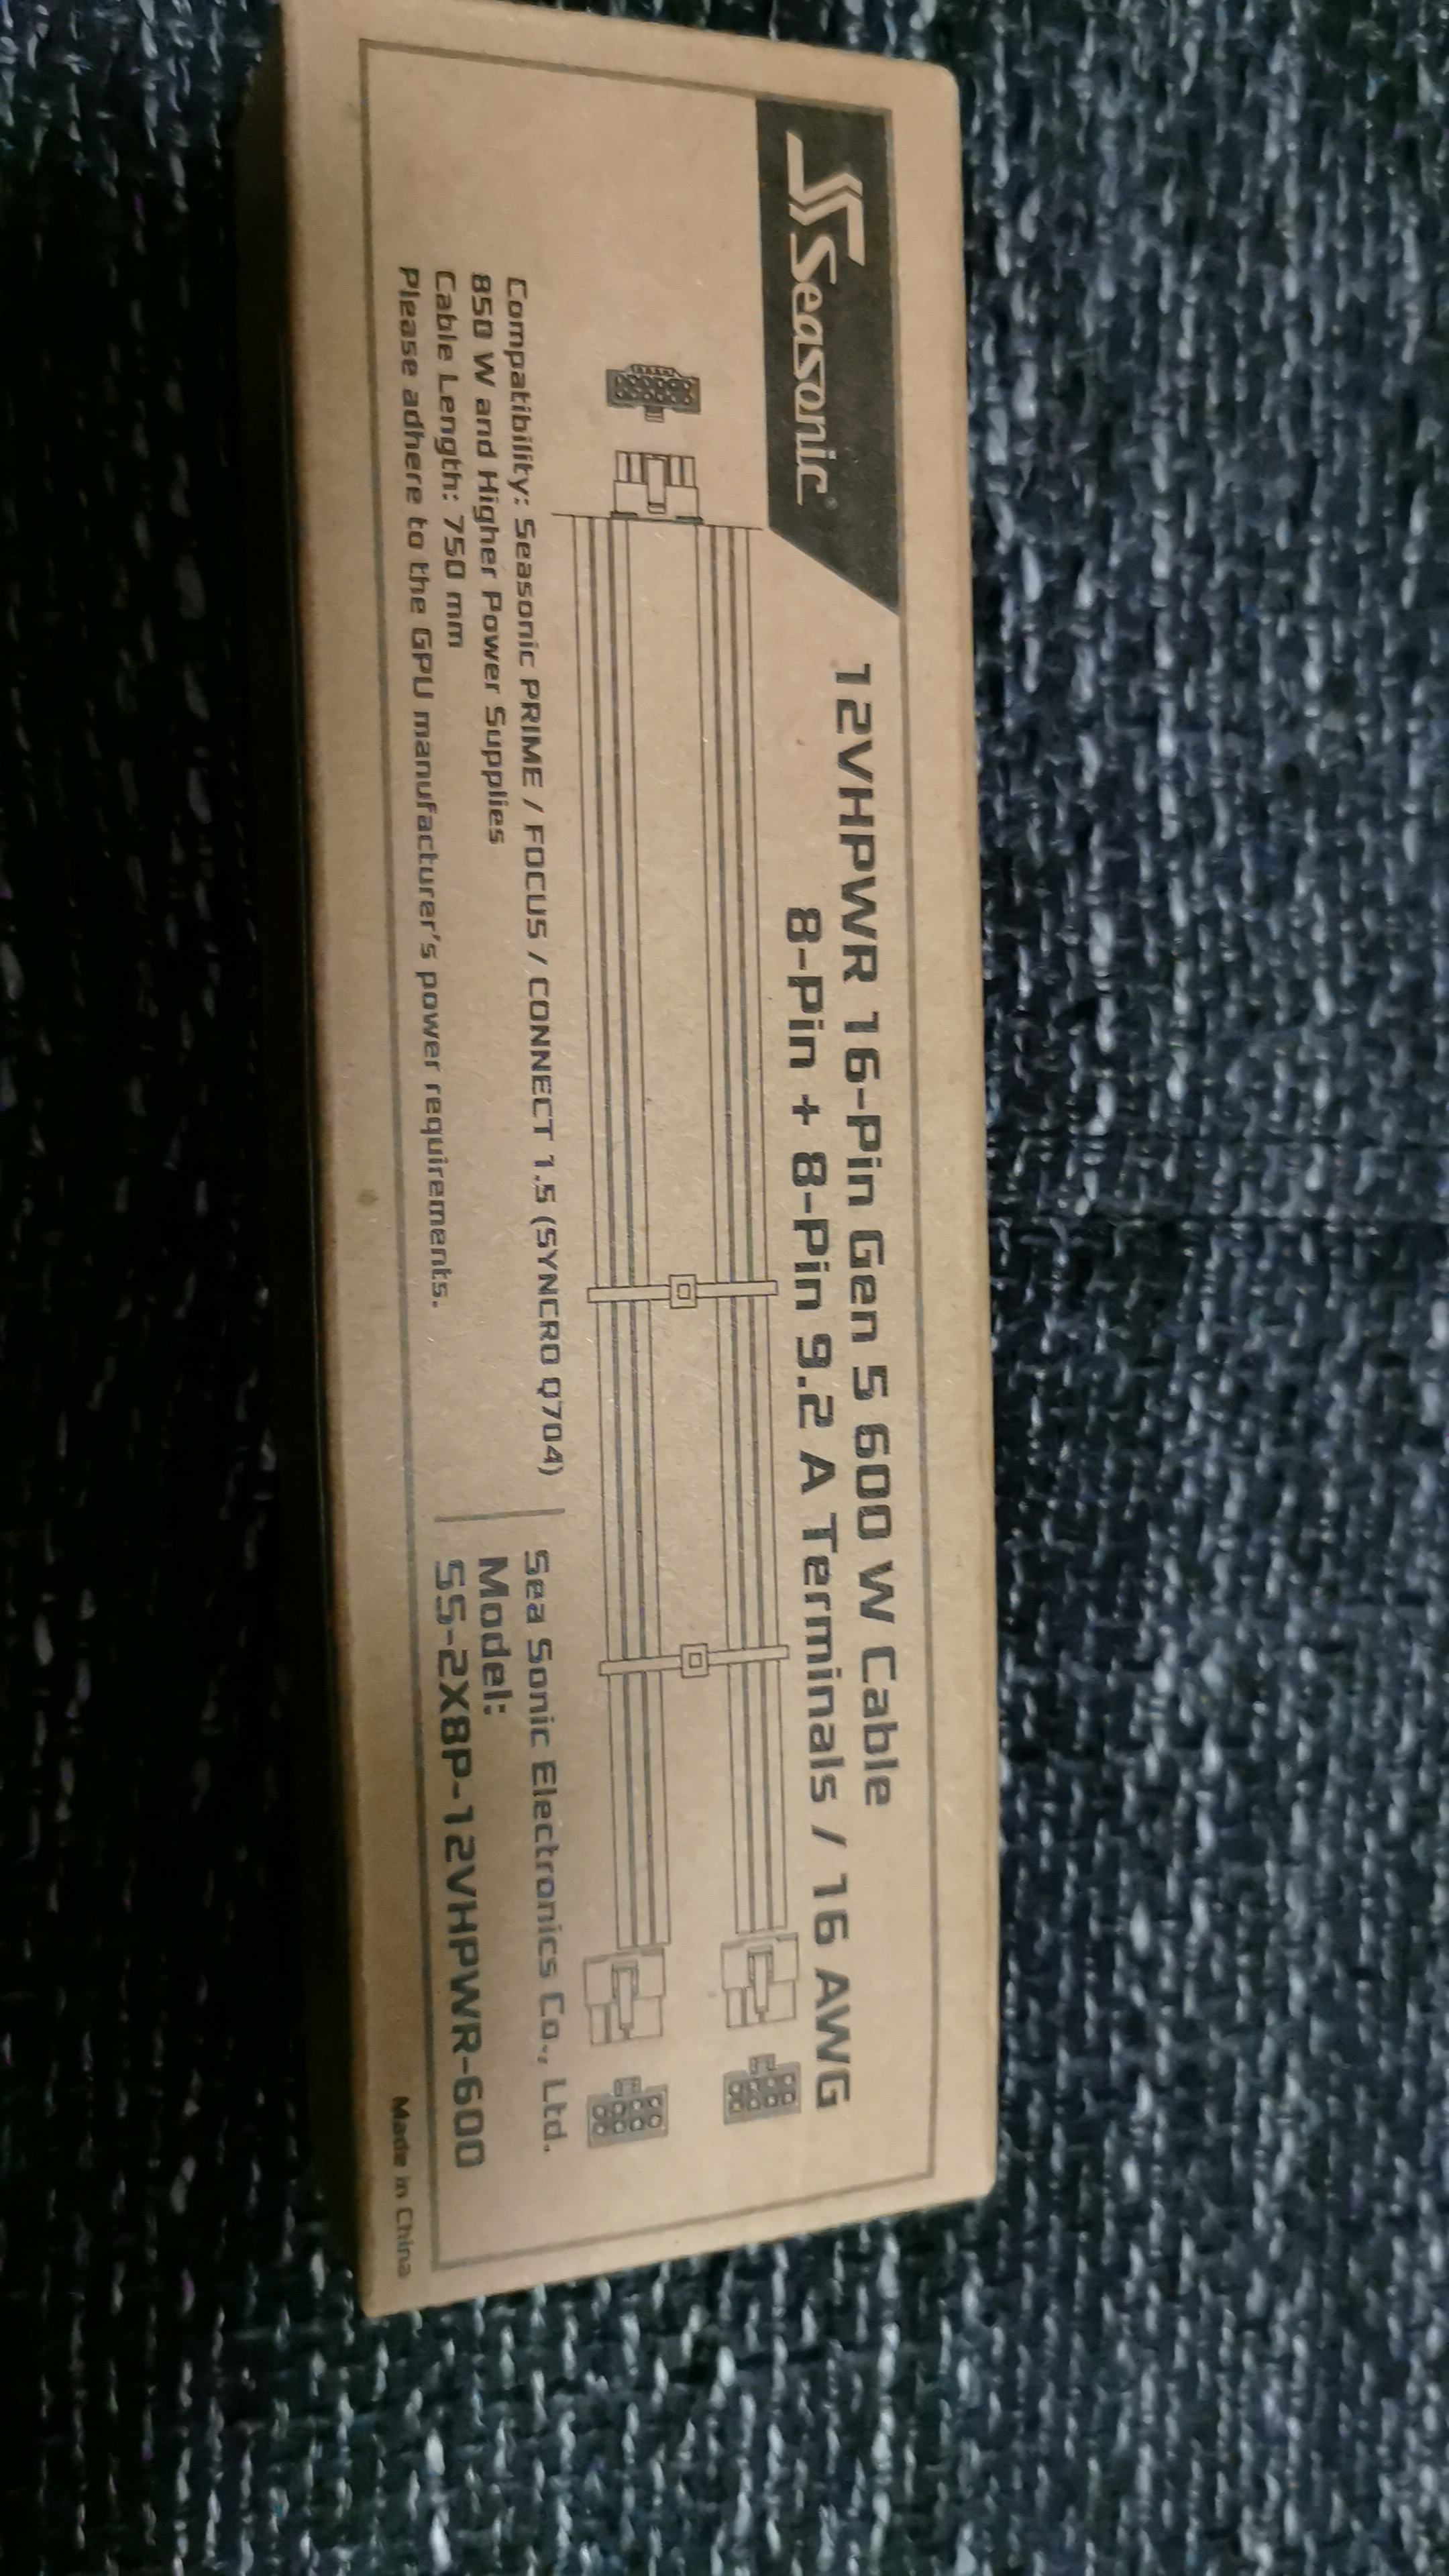 Seasonic®
12VHPWR 16-Pin Gen 5 600 W Cable
8-Pin + 8-Pin 9.2 A Terminals / 16 AWG
Compatibility: Seasonic PRIME / FOCUS / CONNECT 1.5 (SYNCRO Q704)
850 W and Higher Power Supplies
Cable Length: 750 mm
Please adhere to the GPU manufacturer's power requirements.
Sea Sonic Electronics Co., Ltd.
Model:
SS-2X8P-12VHPWR-600
Made in China